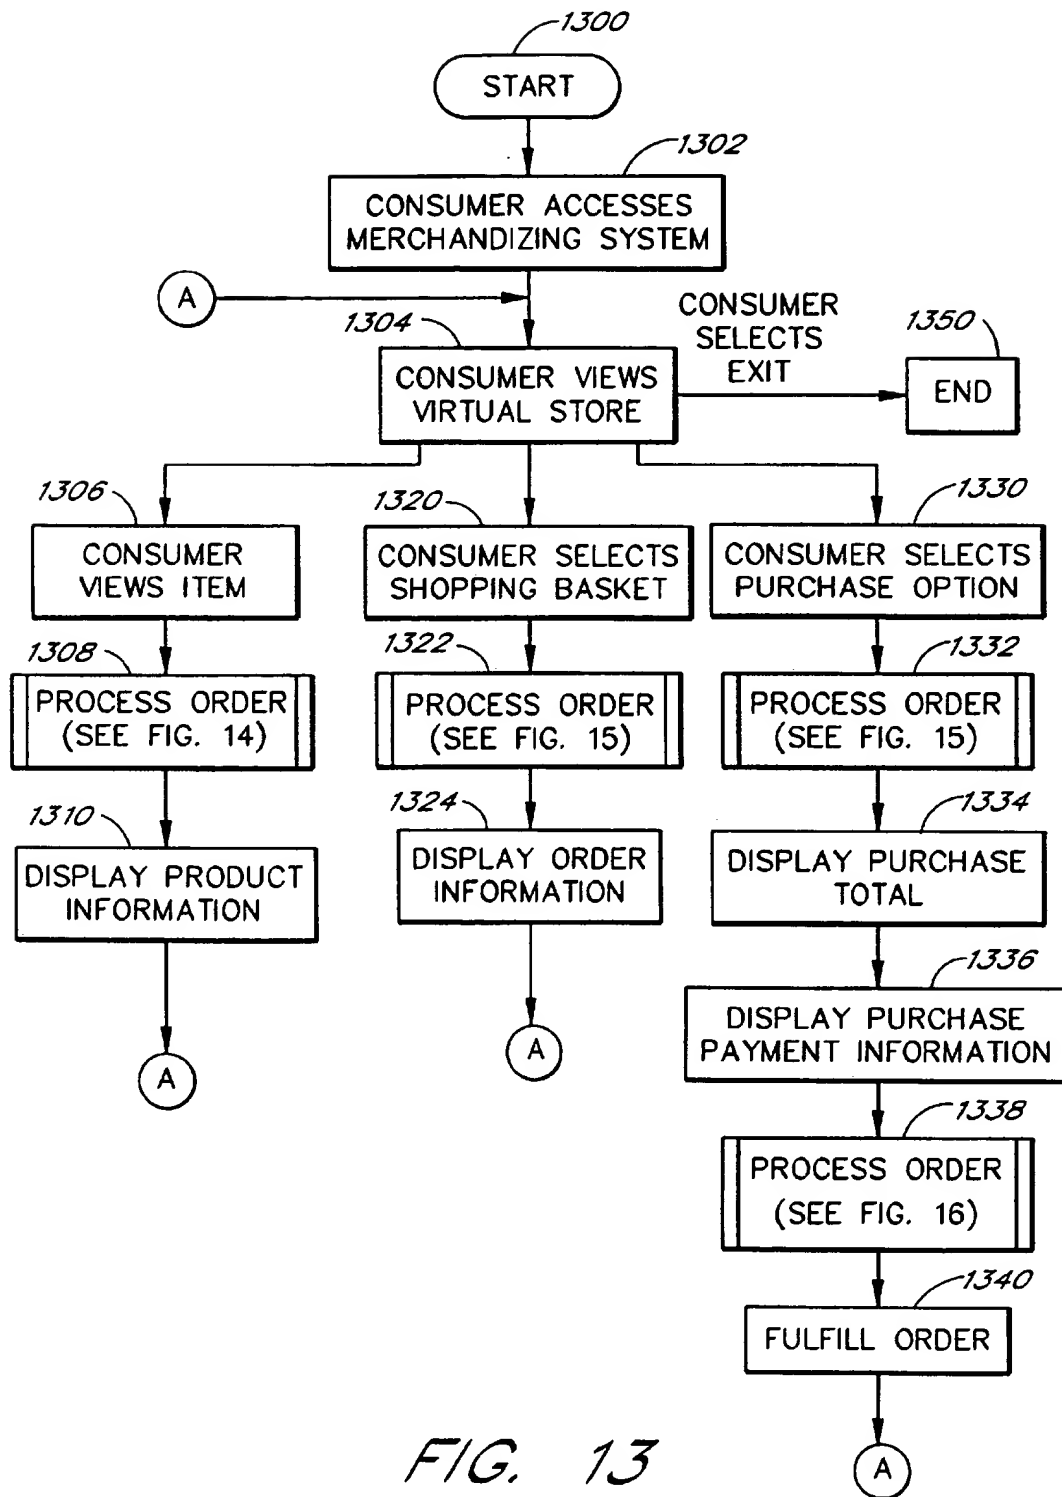 1300
START
1302
CONSUMER ACCESSES
MERCHANDIZING SYSTEM
A
1304
CONSUMER VIEWS
VIRTUAL STORE
CONSUMER
SELECTS
EXIT
1350
END
1306
CONSUMER
VIEWS ITEM
1308
PROCESS ORDER
(SEE FIG. 14)
1310
DISPLAY PRODUCT
INFORMATION
A
1320
CONSUMER SELECTS
SHOPPING BASKET
1322
PROCESS ORDER
(SEE FIG. 15)
1324
DISPLAY ORDER
INFORMATION
A
1330
CONSUMER SELECTS
PURCHASE OPTION
1332
PROCESS ORDER
(SEE FIG. 15)
1334
DISPLAY PURCHASE
TOTAL
1336
DISPLAY PURCHASE
PAYMENT INFORMATION
1338
PROCESS ORDER
(SEE FIG. 16)
1340
FULFILL ORDER
A
FIG. 13